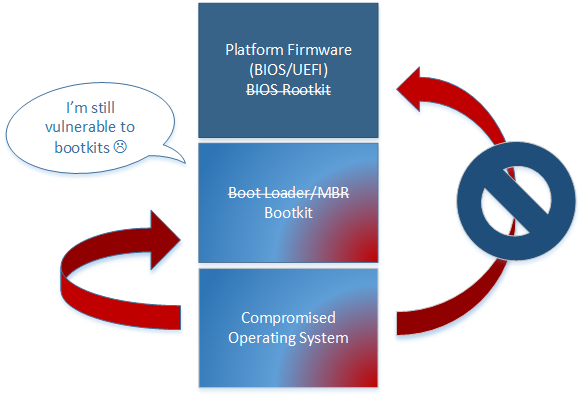 Platform Firmware
(BIOS/UEFI)
BIOS Rootkit
I'm still
vulnerable to
bootkits ☹
Boot Loader/MBR
Bootkit
Compromised
Operating System